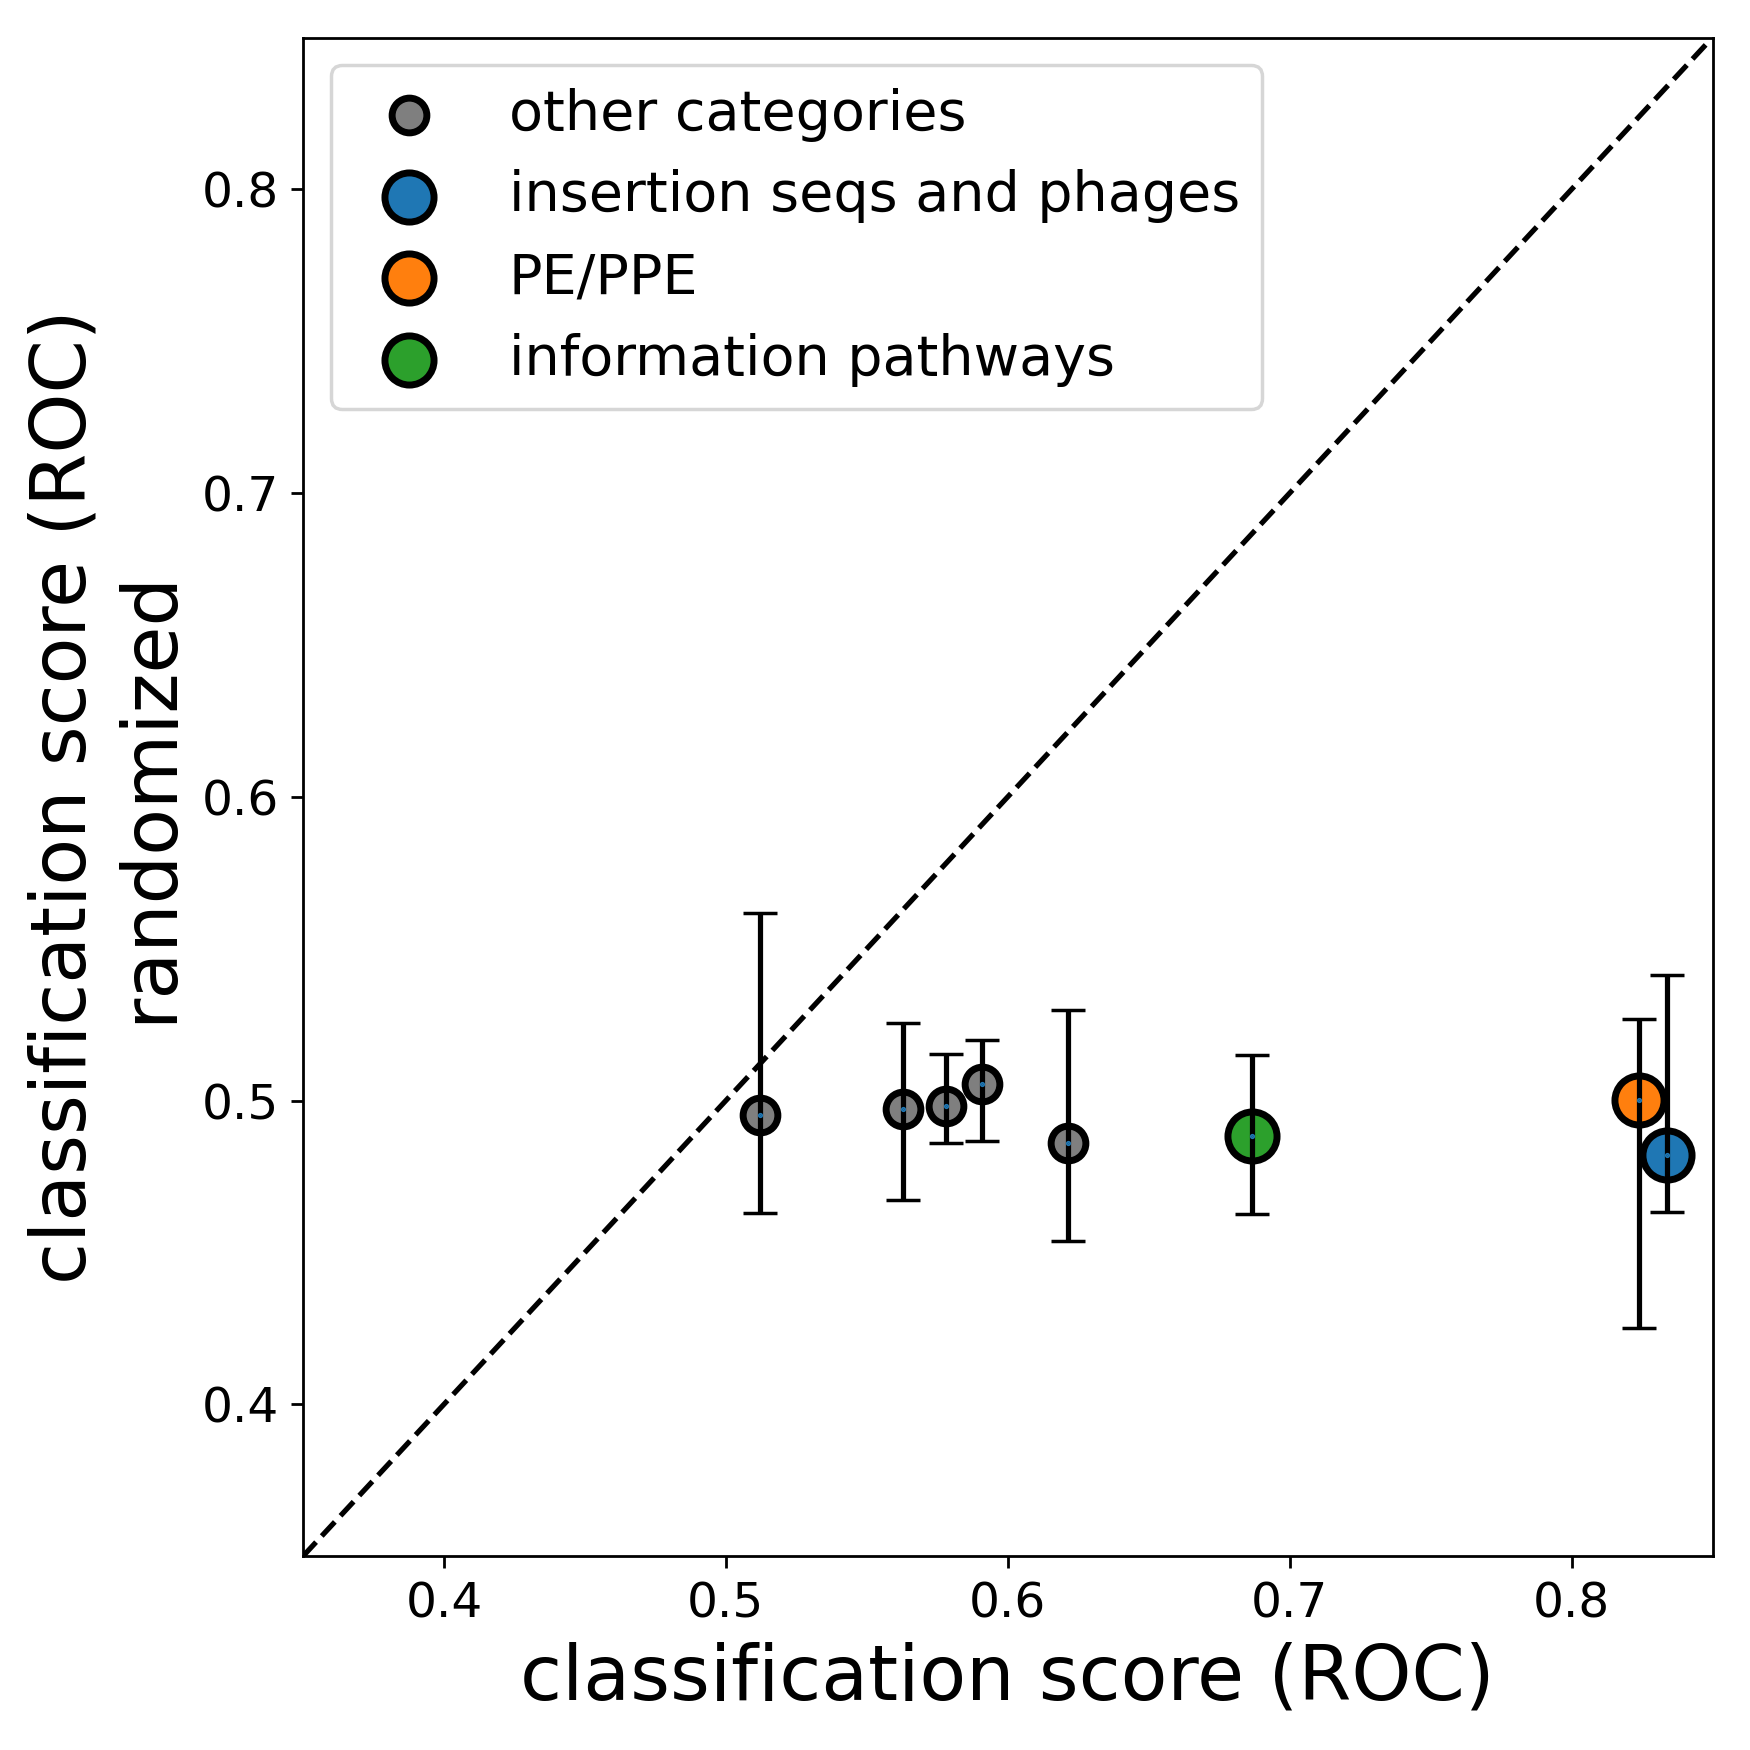 other categories
insertion seqs and phages
PE/PPE
information pathways
classification score (ROC)
randomized
0.8
0.7
0.6
0.5
0.4
0.4 0.5 0.6 0.7 0.8
classification score (ROC)